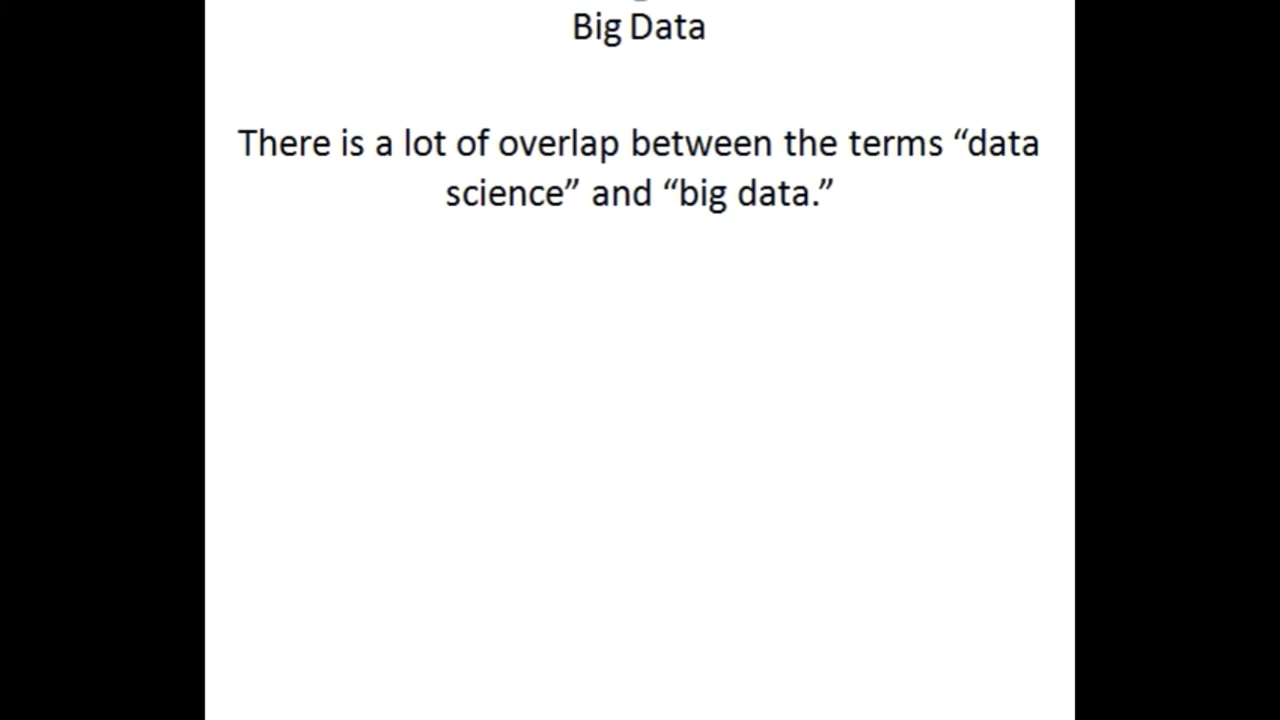 Big Data
There is a lot of overlap between the terms “data
science” and “big data.”